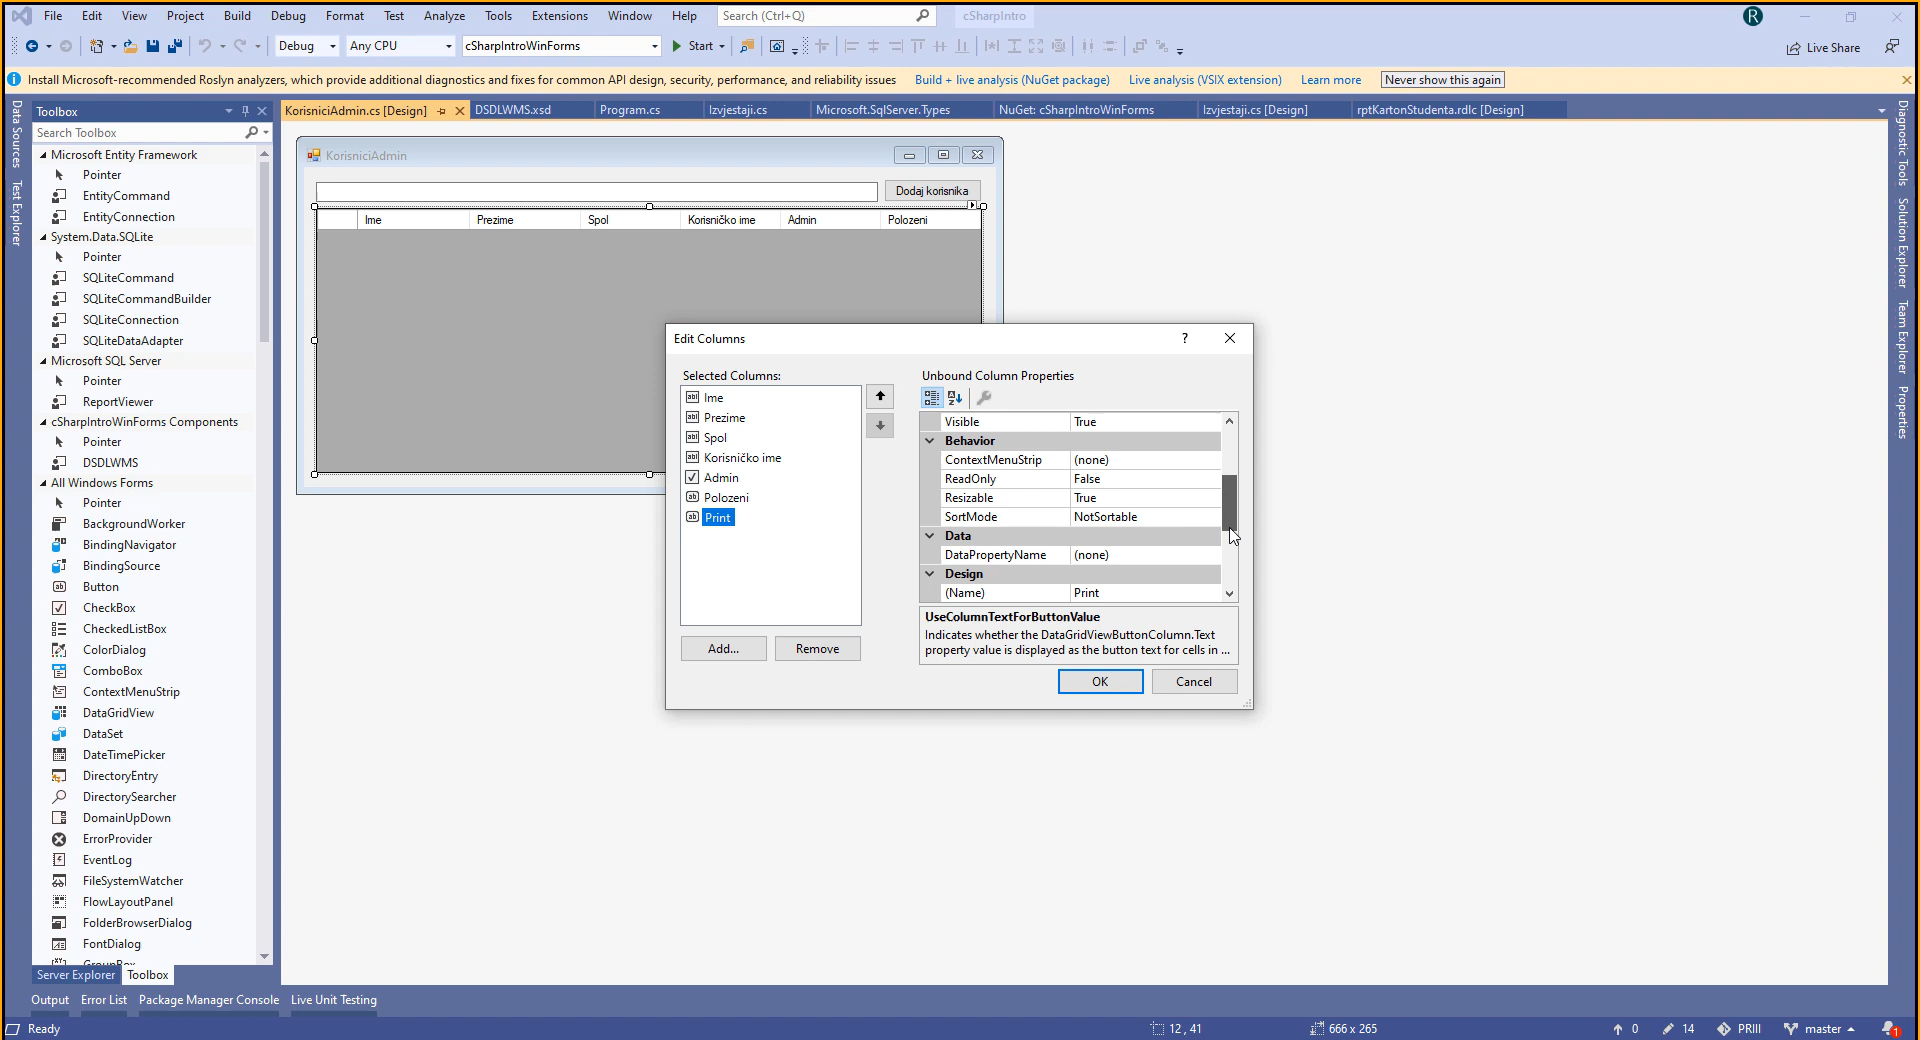 File Edit View Project Build Debug Format Test Analyze Tools Extensions Window Help Search (Ctrl+Q) cSharpIntro R
Debug Any CPU cSharpIntroWinForms Start Live Share
Install Microsoft-recommended Roslyn analyzers, which provide additional diagnostics and fixes for common API design, security, performance, and reliability issues Build + live analysis (NuGet package) Live analysis (VSIX extension) Learn more Never show this again
Data Sources
Test Explorer
Toolbox
Search Toolbox
Microsoft Entity Framework
Pointer
EntityCommand
EntityConnection
System.Data.SQLite
Pointer
SQLiteCommand
SQLiteCommandBuilder
SQLiteConnection
SQLiteDataAdapter
Microsoft SQL Server
Pointer
ReportViewer
cSharpIntroWinForms Components
Pointer
DSDLWMS
All Windows Forms
Pointer
BackgroundWorker
BindingNavigator
BindingSource
Button
CheckBox
CheckedListBox
ColorDialog
ComboBox
ContextMenuStrip
DataGridView
DataSet
DateTimePicker
DirectoryEntry
DirectorySearcher
DomainUpDown
ErrorProvider
EventLog
FileSystemWatcher
FlowLayoutPanel
FolderBrowserDialog
FontDialog
GroupBox
Server Explorer Toolbox
KorisniciAdmin.cs [Design] DSDLWMS.xsd Program.cs Izvjestaji.cs Microsoft.SqlServer.Types NuGet: cSharpIntroWinForms Izvjestaji.cs [Design] rptKartonStudenta.rdlc [Design]
KorisniciAdmin
Dodaj korisnika
Ime Prezime Spol Korisničko ime Admin Polozeni
Edit Columns ?
Selected Columns:
Ime
Prezime
Spol
Korisničko ime
Admin
Polozeni
Print
Add... Remove
Unbound Column Properties
Visible True
Behavior
ContextMenuStrip (none)
ReadOnly False
Resizable True
SortMode NotSortable
Data
DataPropertyName (none)
Design
(Name) Print
UseColumnTextForButtonValue
Indicates whether the DataGridViewButtonColumn.Text
property value is displayed as the button text for cells in ...
OK Cancel
Diagnostic Tools
Solution Explorer
Team Explorer
Properties
Output Error List Package Manager Console Live Unit Testing
Ready 12 , 41 666 x 265 0 14 PRIII master 1